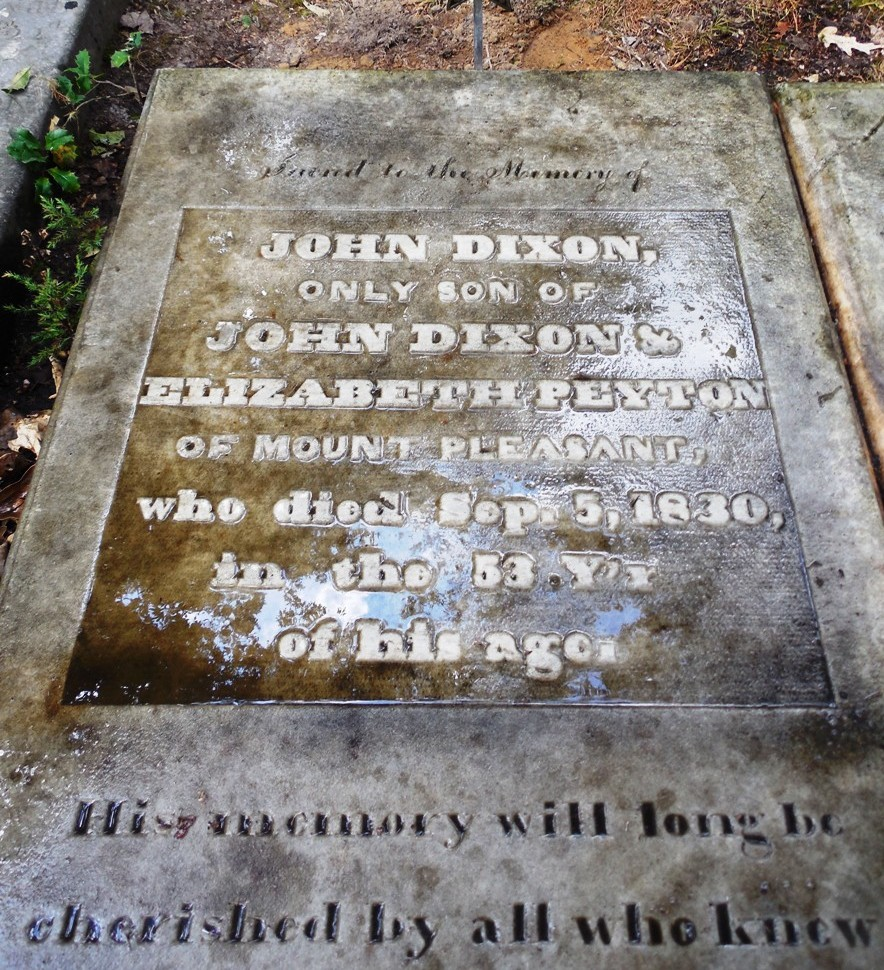 Sacred to the Memory of
JOHN DIXON,
ONLY SON OF
JOHN DIXON &
ELIZABETH PEYTON
OF MOUNT PLEASANT,
who died Sep. 5, 1830,
in the 53 Y'r
of his age.
His memory will long be
cherished by all who knew